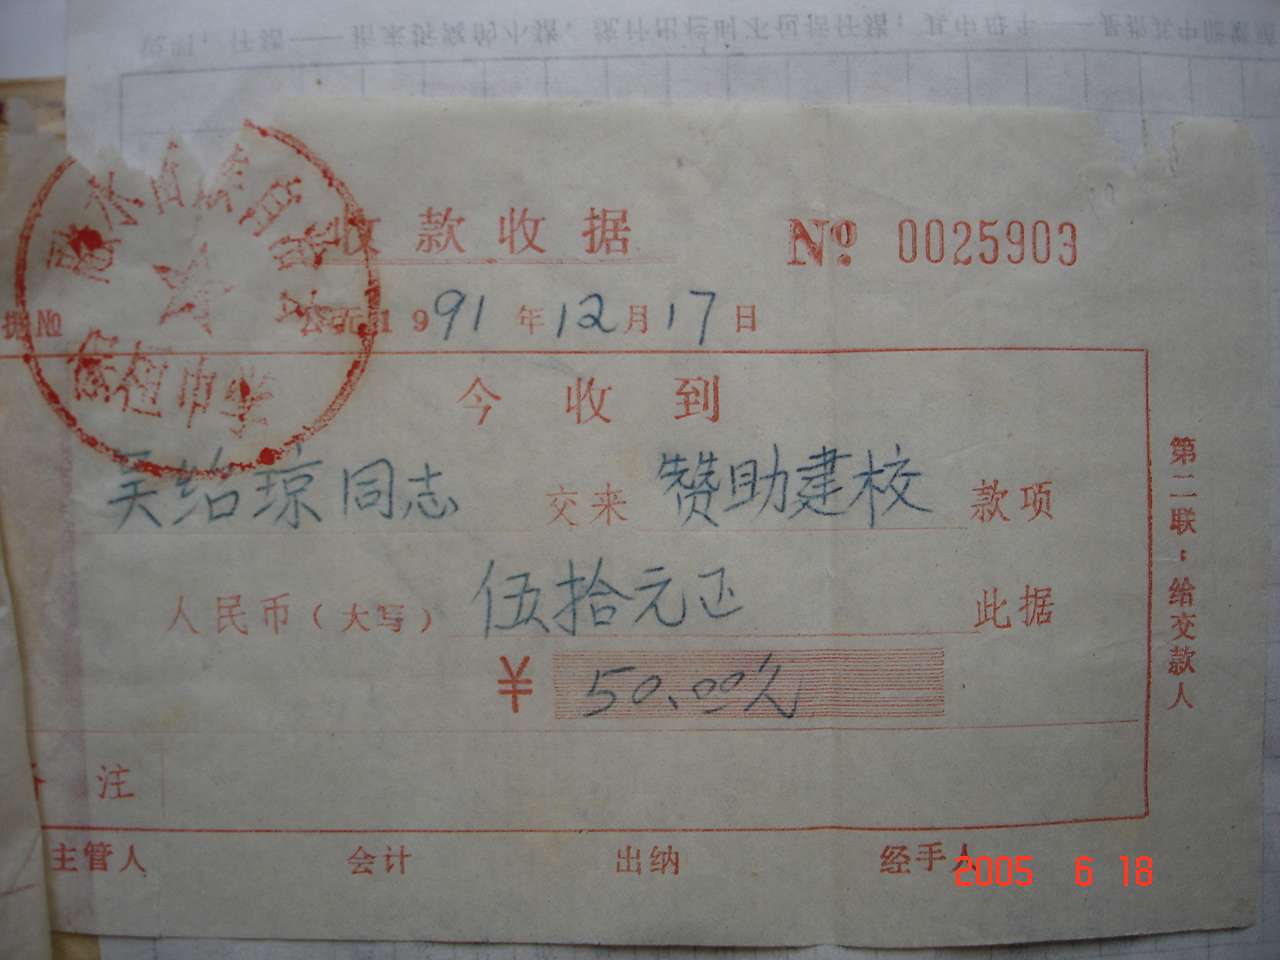 收款收据 № 0025903
据№ 公元1991年12月17日
今收到
吴绍琼同志 交来 赞助建校 款项
人民币（大写） 伍拾元正 此据
¥ 50.00元
注
主管人 会计 出纳 经手人
第二联：给交款人
2005 6 18